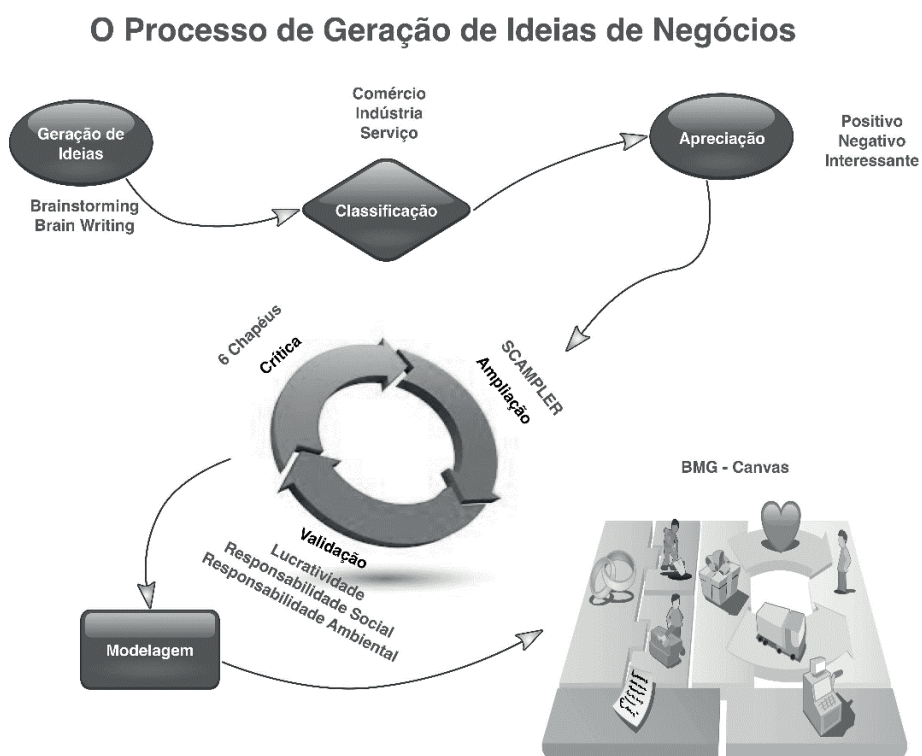 O Processo de Geração de Ideias de Negócios
Geração de
Ideias
Brainstorming
Brain Writing
Comércio
Indústria
Serviço
Classificação
Apreciação
Positivo
Negativo
Interessante
6 Chapéus
Crítica
SCAMPLER
Ampliação
Validação
Lucratividade
Responsabilidade Social
Responsabilidade Ambiental
Modelagem
BMG - Canvas